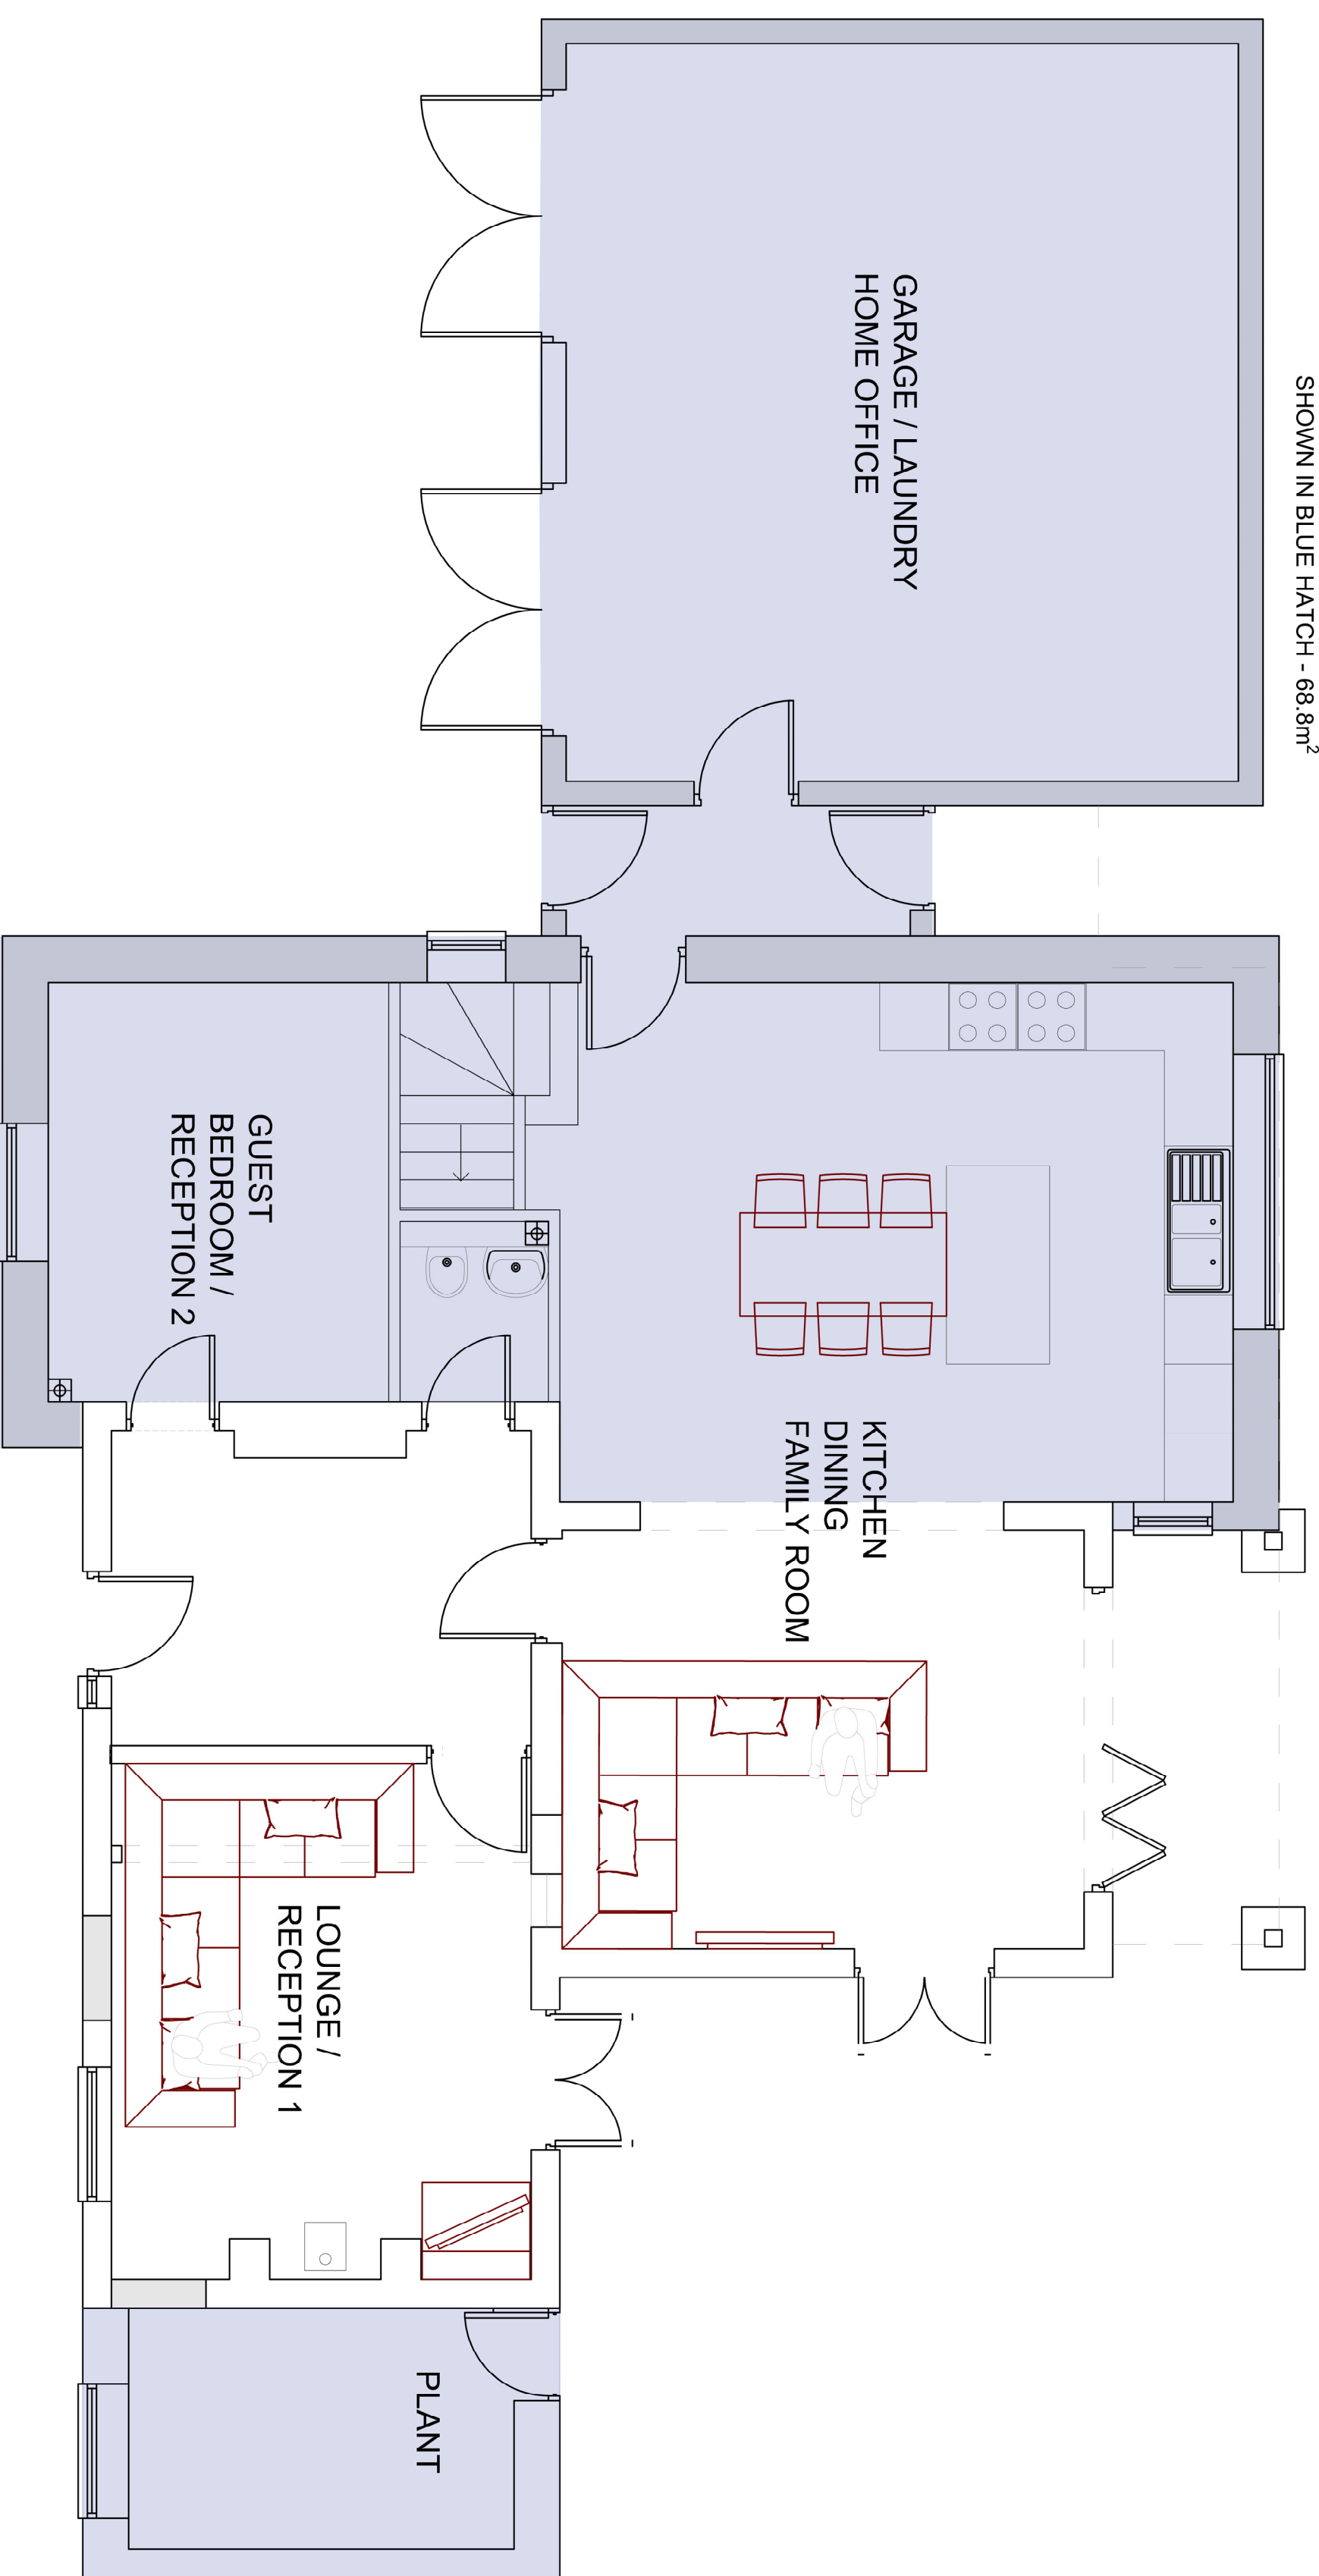 SHOWN IN BLUE HATCH - 68.8m²
GARAGE / LAUNDRY
HOME OFFICE
KITCHEN
DINING
FAMILY ROOM
GUEST
BEDROOM /
RECEPTION 2
LOUNGE /
RECEPTION 1
PLANT